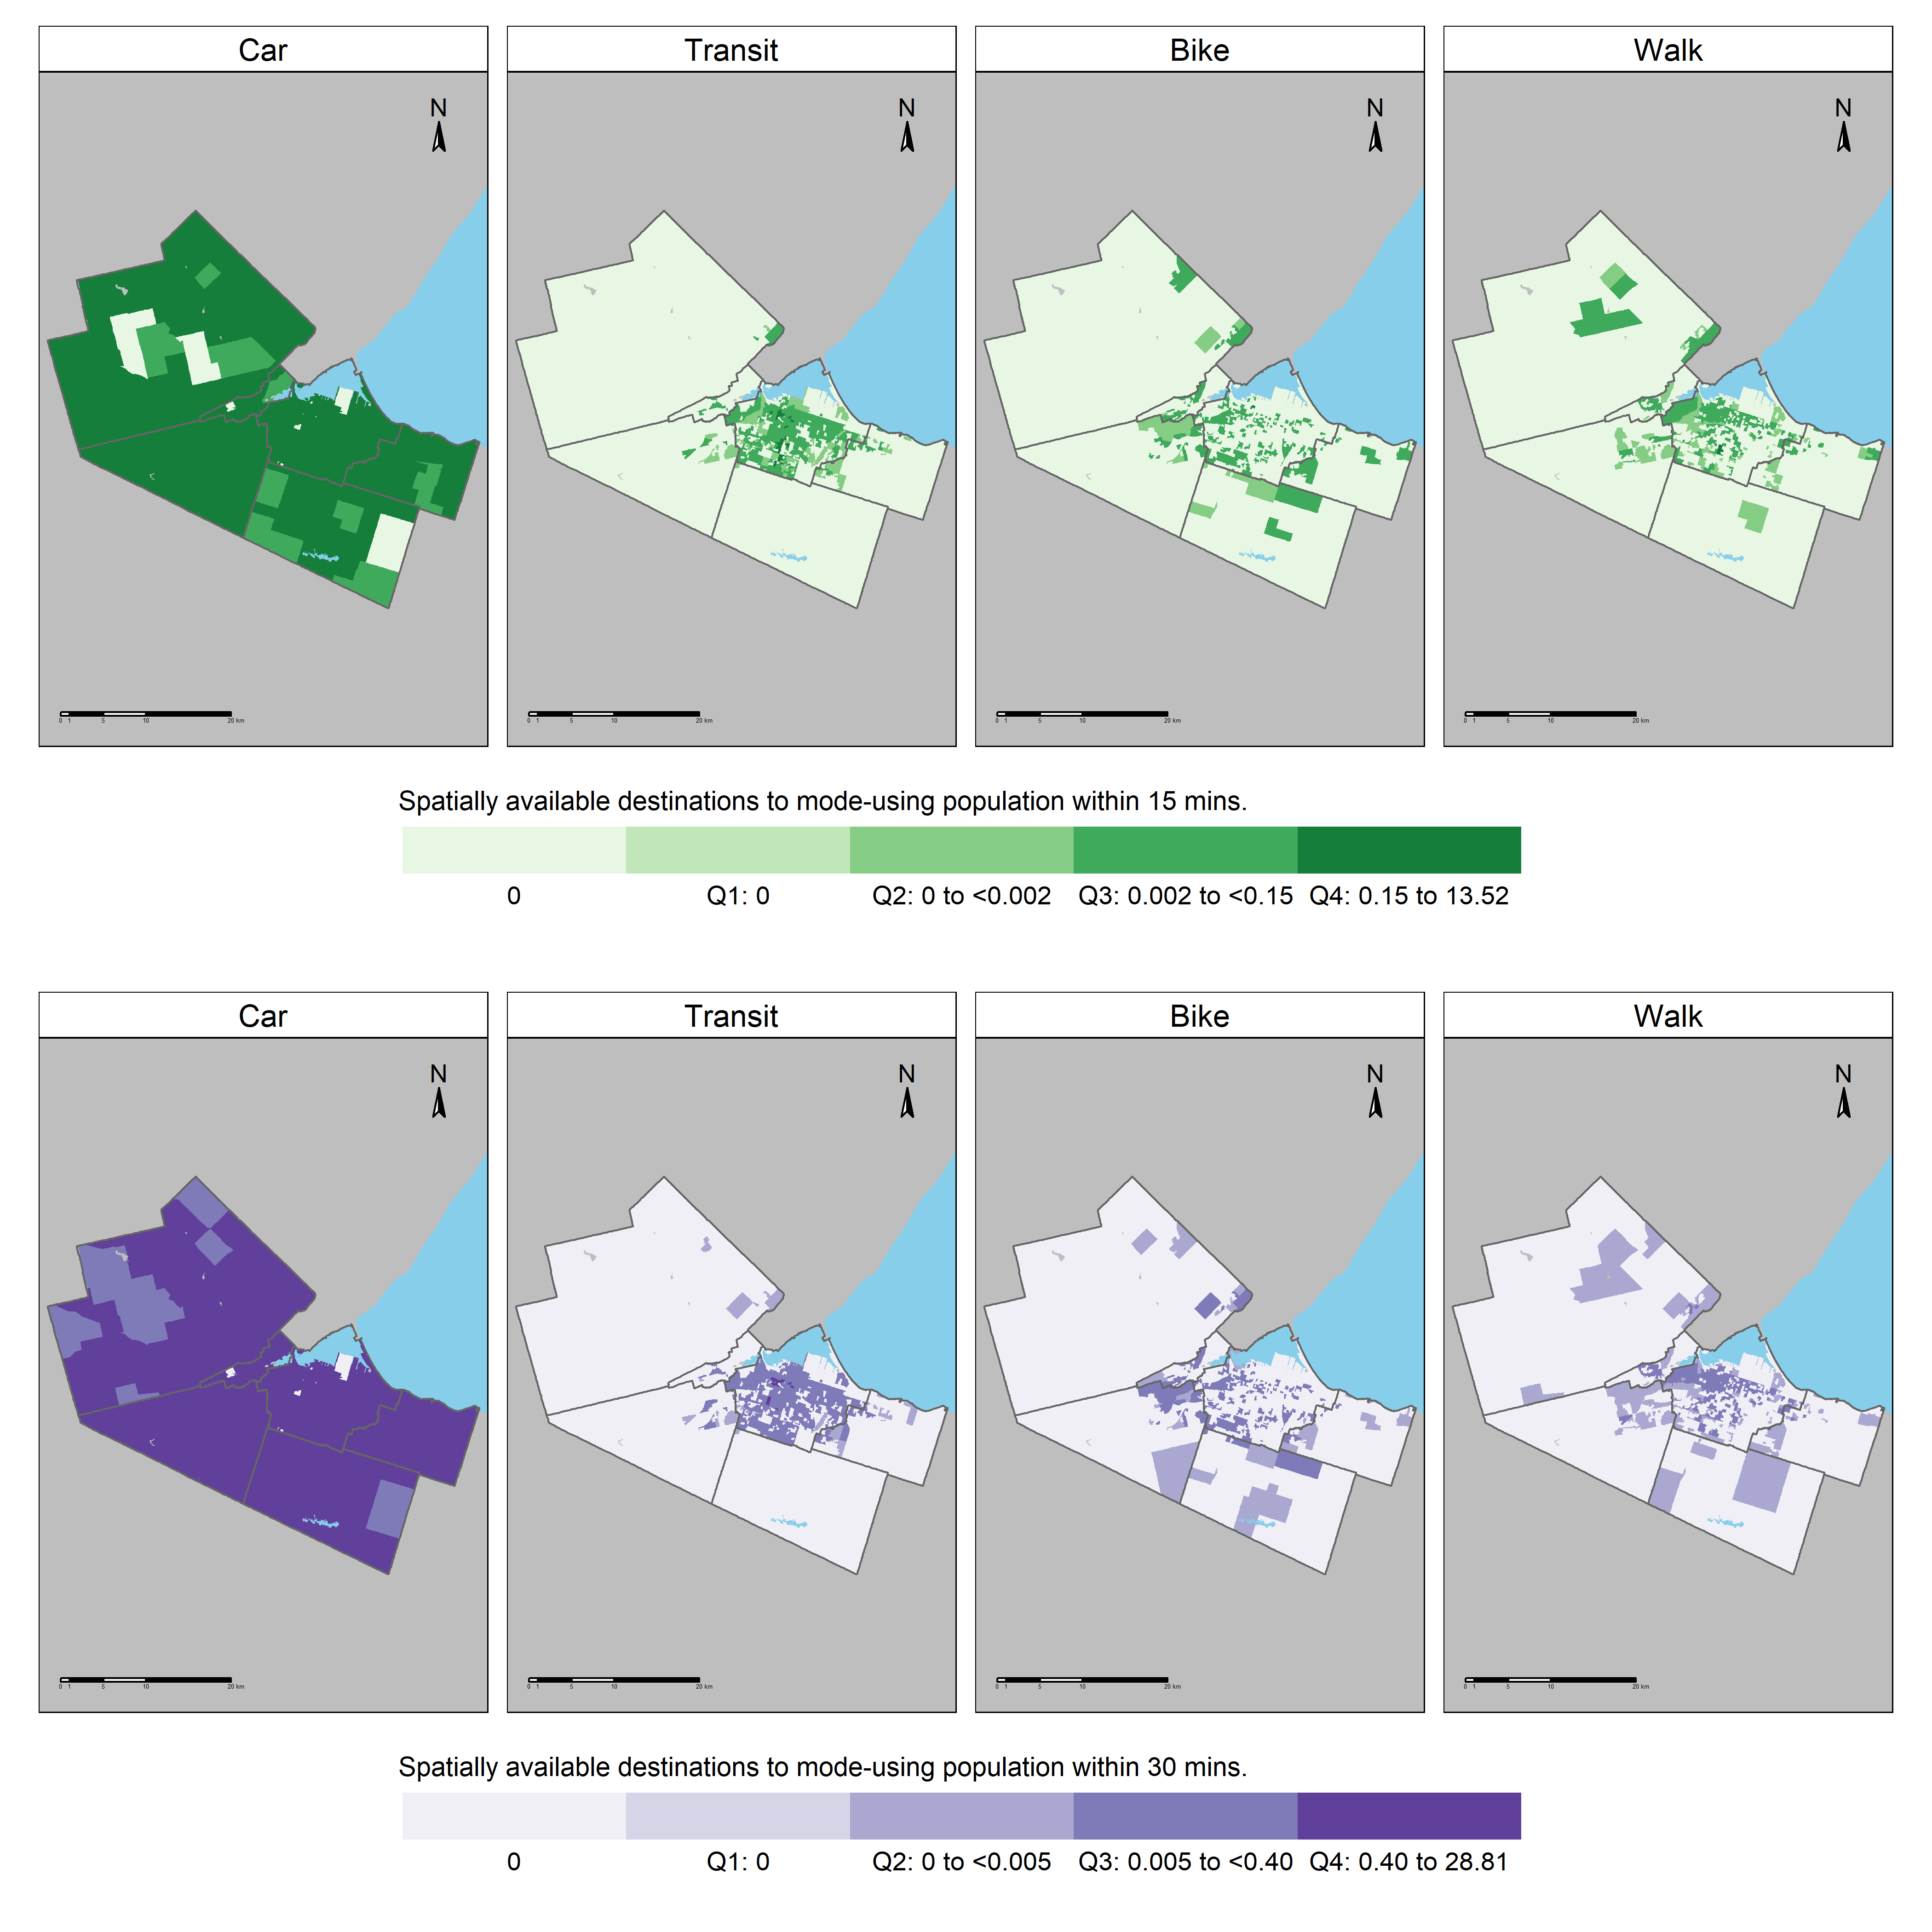 Car Transit Bike Walk
N N N N
0 1 5 10 20 km 0 1 5 10 20 km 0 1 5 10 20 km 0 1 5 10 20 km
Spatially available destinations to mode-using population within 15 mins.
0 Q1: 0 Q2: 0 to <0.002 Q3: 0.002 to <0.15 Q4: 0.15 to 13.52
Car Transit Bike Walk
N N N N
0 1 5 10 20 km 0 1 5 10 20 km 0 1 5 10 20 km 0 1 5 10 20 km
Spatially available destinations to mode-using population within 30 mins.
0 Q1: 0 Q2: 0 to <0.005 Q3: 0.005 to <0.40 Q4: 0.40 to 28.81